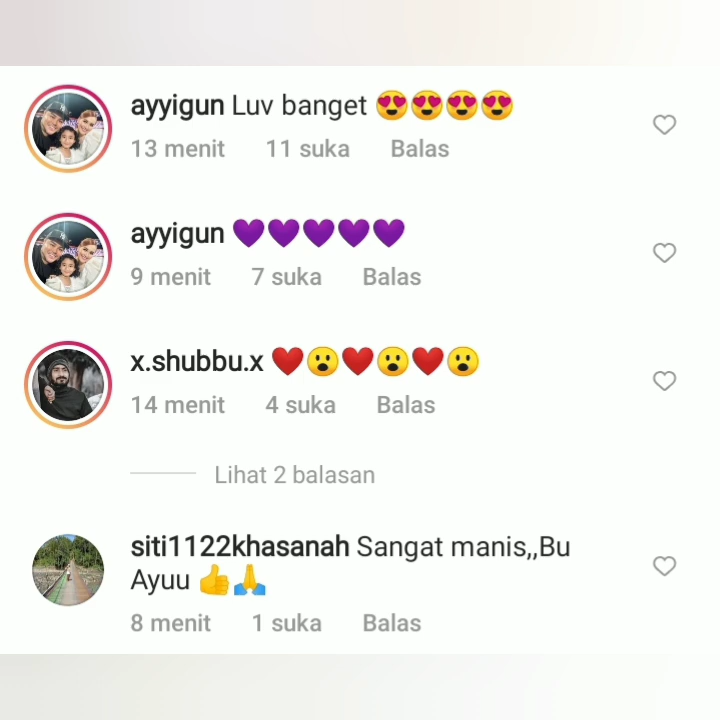 ayyigun Luv banget 😍😍😍😍
13 menit 11 suka Balas
ayyigun 💜💜💜💜💜
9 menit 7 suka Balas
x.shubbu.x ❤️😮❤️😮❤️😮
14 menit 4 suka Balas
Lihat 2 balasan
siti1122khasanah Sangat manis,,Bu
Ayuu 👍🙏
8 menit 1 suka Balas